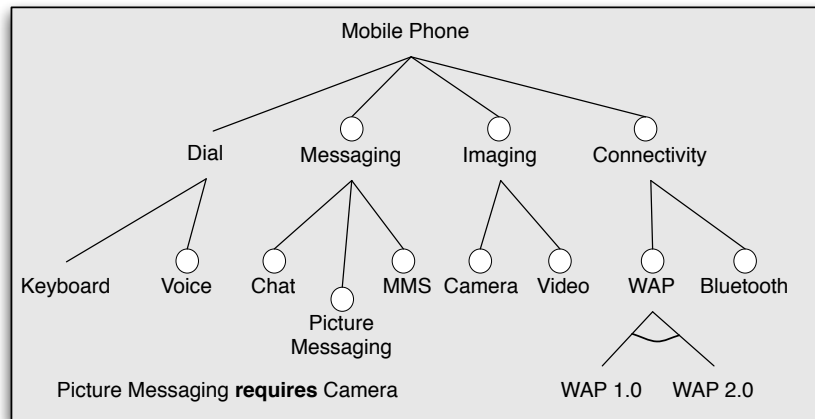 Mobile Phone
Dial
Messaging
Imaging
Connectivity
Keyboard
Voice
Chat
Picture
Messaging
MMS
Camera
Video
WAP
Bluetooth
WAP 1.0
WAP 2.0
Picture Messaging requires Camera